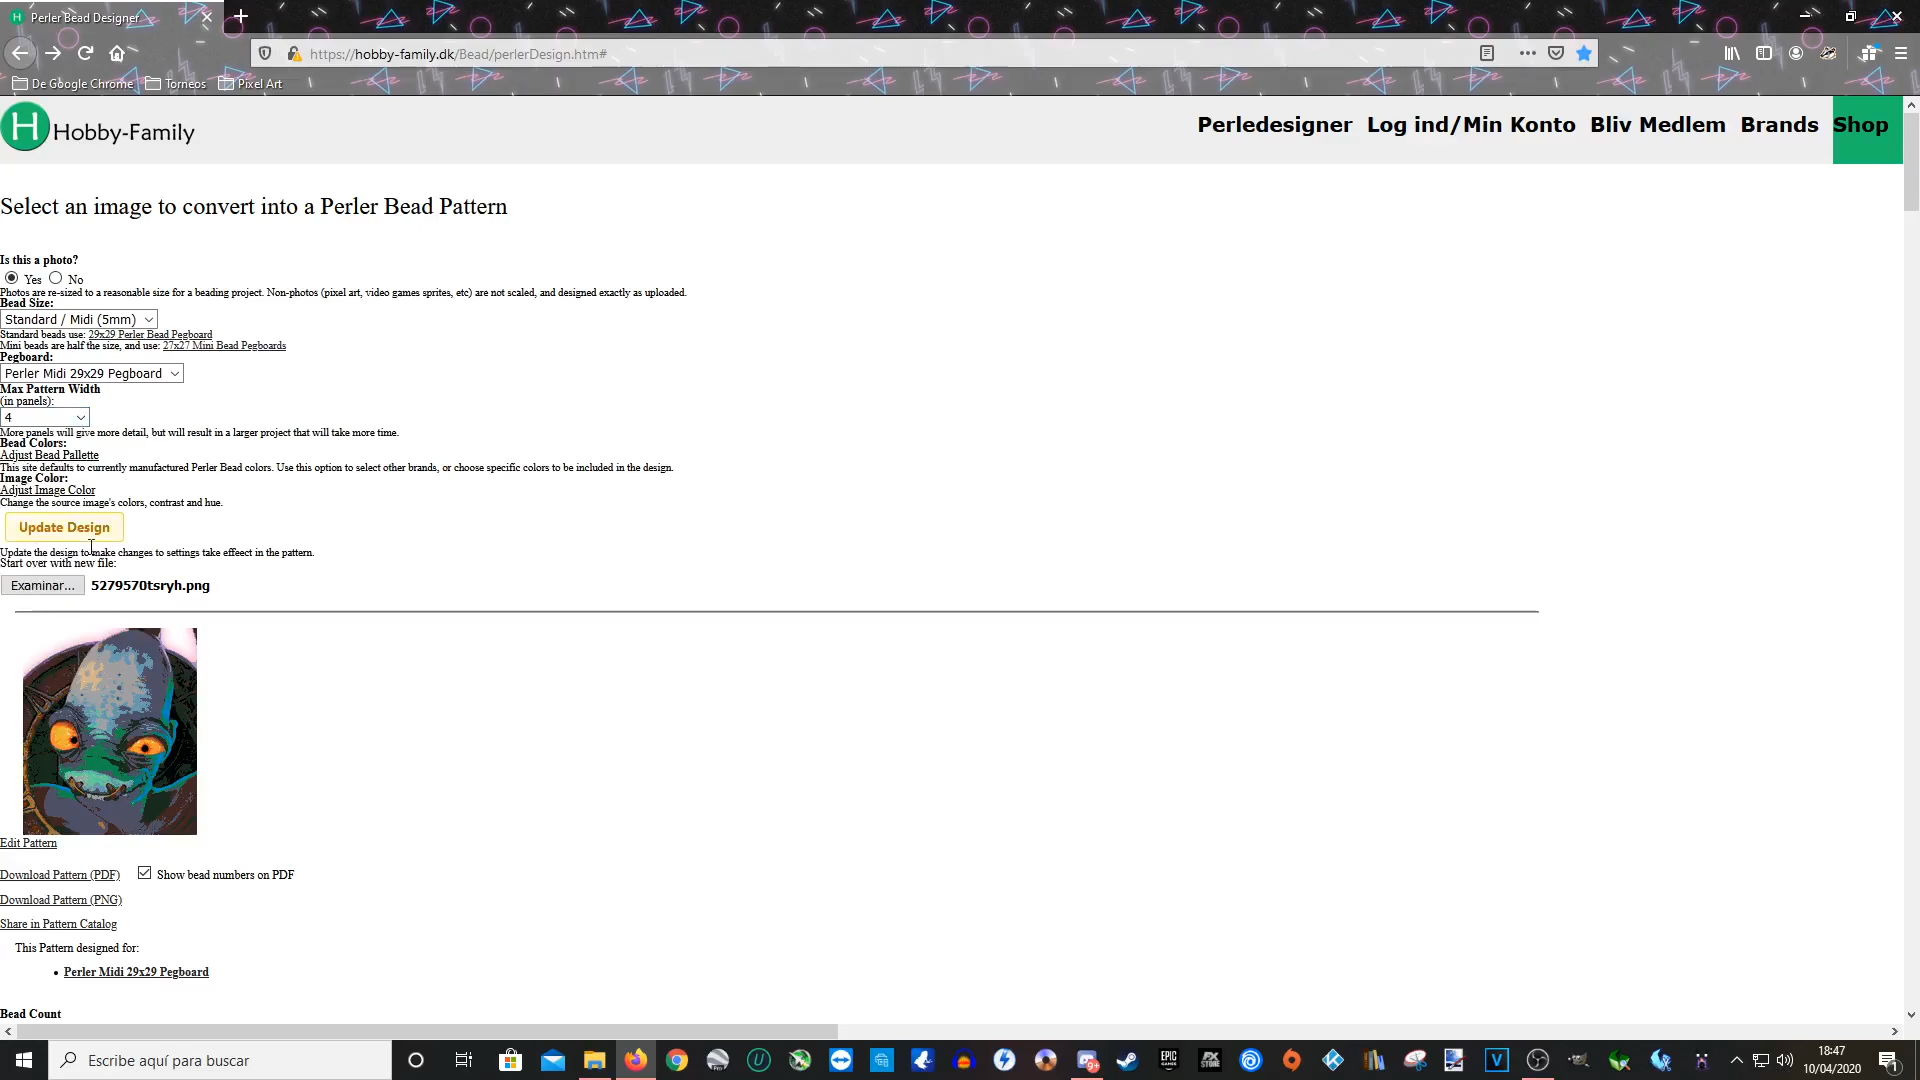 Perler Bead Designer
https://hobby-family.dk/Bead/perlerDesign.htm#
De Google Chrome Torneos Pixel Art
H Hobby-Family
Perledesigner Log ind/Min Konto Bliv Medlem Brands Shop
Select an image to convert into a Perler Bead Pattern
Is this a photo?
Yes No
Photos are re-sized to a reasonable size for a beading project. Non-photos (pixel art, video games sprites, etc) are not scaled, and designed exactly as uploaded.
Bead Size:
Standard / Midi (5mm)
Standard beads use: 29x29 Perler Bead Pegboard
Mini beads are half the size, and use: 27x27 Mini Bead Pegboards
Pegboard:
Perler Midi 29x29 Pegboard
Max Pattern Width
(in panels):
4
More panels will give more detail, but will result in a larger project that will take more time.
Bead Colors:
Adjust Bead Pallette
This site defaults to currently manufactured Perler Bead colors. Use this option to select other brands, or choose specific colors to be included in the design.
Image Color:
Adjust Image Color
Change the source image's colors, contrast and hue.
Update Design
Update the design to make changes to settings take effeect in the pattern.
Start over with new file:
Examinar... 5279570tsryh.png
Edit Pattern
Download Pattern (PDF) Show bead numbers on PDF
Download Pattern (PNG)
Share in Pattern Catalog
This Pattern designed for:
Perler Midi 29x29 Pegboard
Bead Count
Escribe aquí para buscar
18:47
10/04/2020